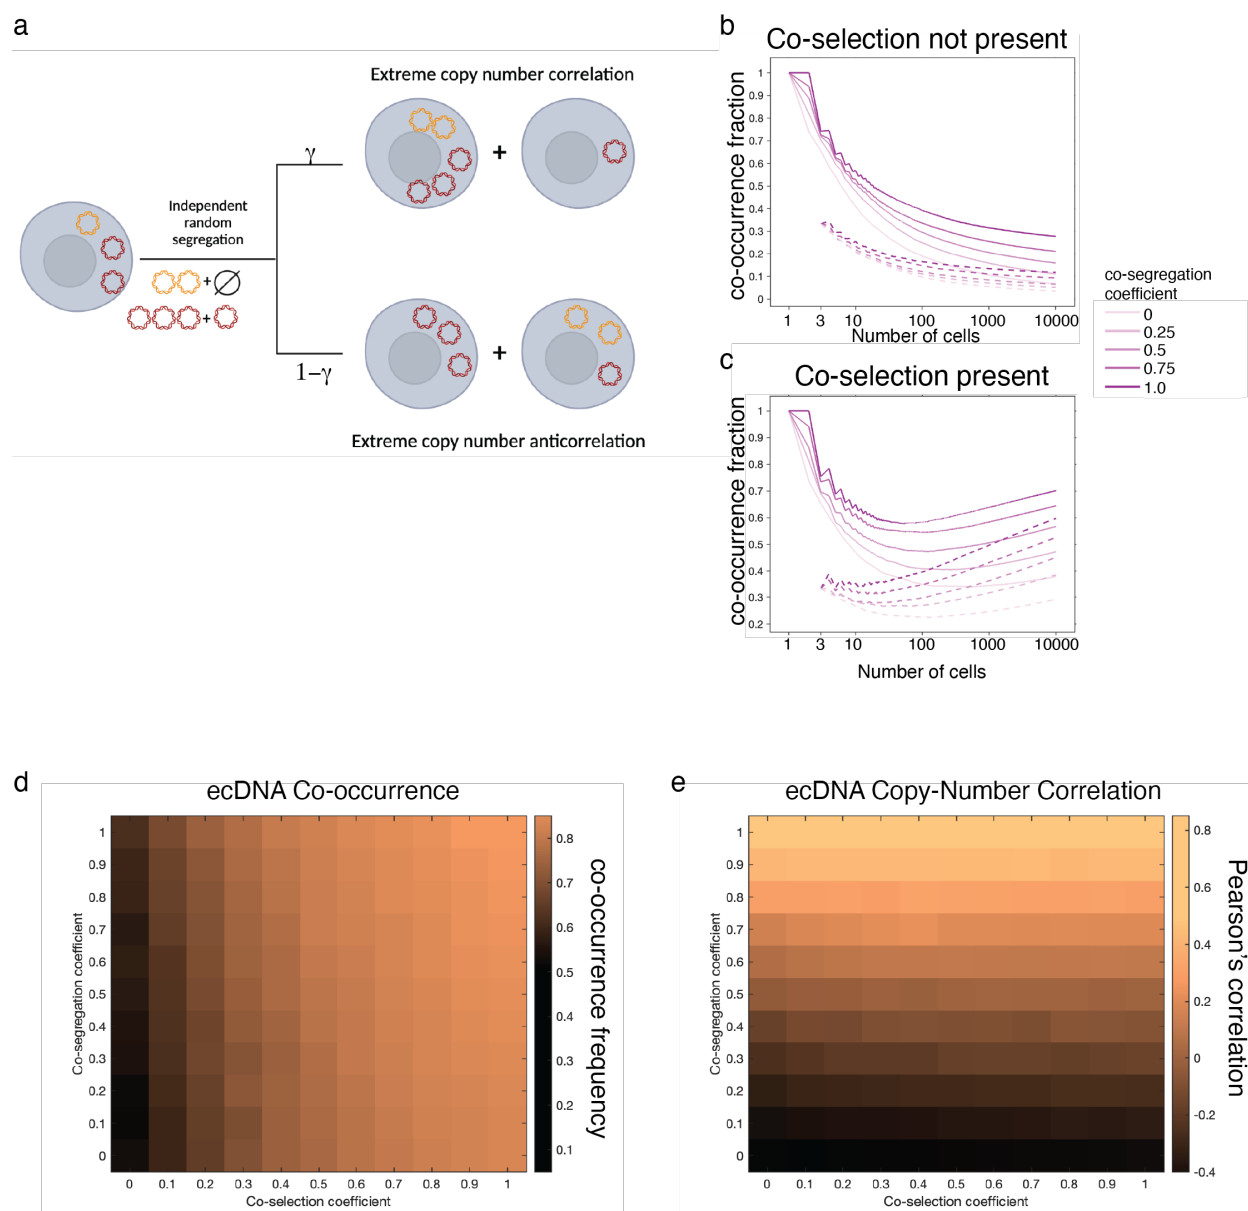 a
Extreme copy number correlation
γ
+
Independent
random
segregation
+
+
1−γ
+
Extreme copy number anticorrelation
b
Co-selection not present
co-occurrence fraction
1
0.9
0.8
0.7
0.6
0.5
0.4
0.3
0.2
0.1
0
1 3 10 100 1000 10000
Number of cells
co-segregation
coefficient
0
0.25
0.5
0.75
1.0
c
Co-selection present
co-occurrence fraction
1
0.9
0.8
0.7
0.6
0.5
0.4
0.3
0.2
1 3 10 100 1000 10000
Number of cells
d
ecDNA Co-occurrence
Co-segregation coefficient
1
0.9
0.8
0.7
0.6
0.5
0.4
0.3
0.2
0.1
0
0 0.1 0.2 0.3 0.4 0.5 0.6 0.7 0.8 0.9 1
Co-selection coefficient
0.8
0.7
0.6
0.5
0.4
0.3
0.2
0.1
co-occurrence frequency
e
ecDNA Copy-Number Correlation
Co-segregation coefficient
1
0.9
0.8
0.7
0.6
0.5
0.4
0.3
0.2
0.1
0
0 0.1 0.2 0.3 0.4 0.5 0.6 0.7 0.8 0.9 1
Co-selection coefficient
0.8
0.6
0.4
0.2
0
-0.2
-0.4
Pearson's correlation